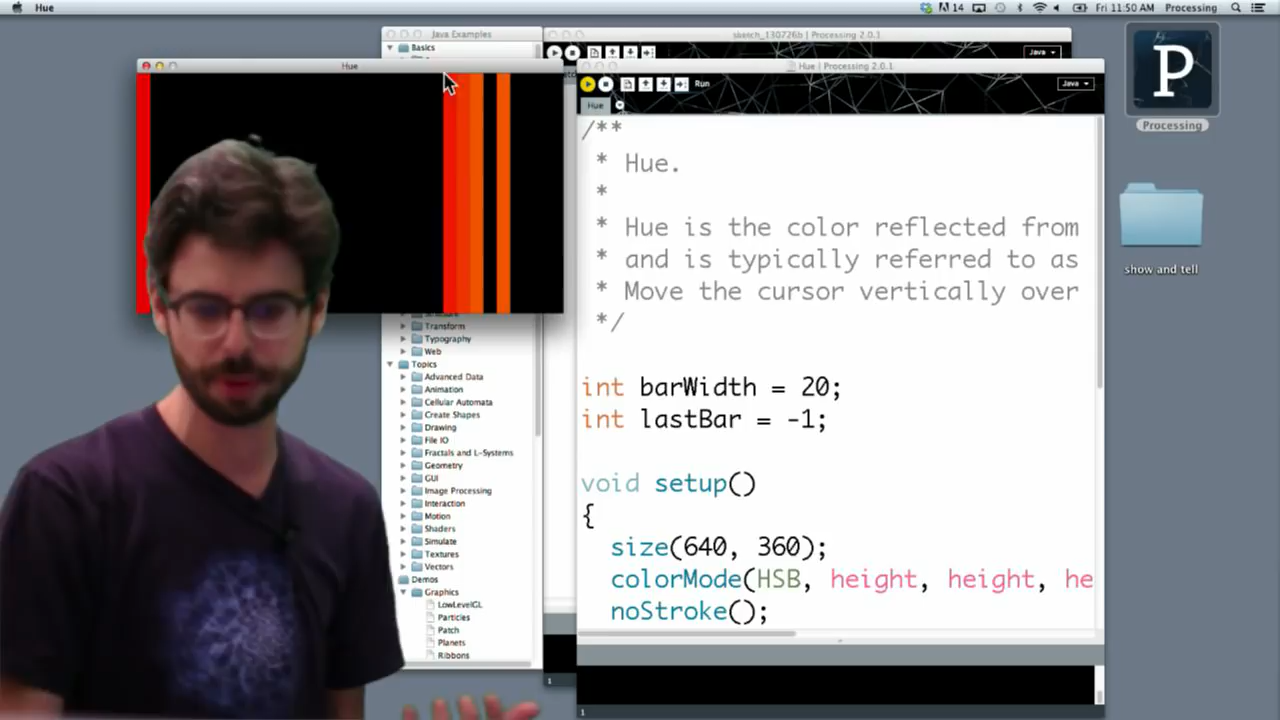 Hue
14
Fri 11:50 AM
Processing
Java Examples
Basics
sketch_130726b | Processing 2.0.1
Java
Hue
Hue | Processing 2.0.1
Run
Java
Hue
/**
* Hue.
*
* Hue is the color reflected from
* and is typically referred to as
* Move the cursor vertically over
*/
int barWidth = 20;
int lastBar = -1;
void setup()
{
size(640, 360);
colorMode(HSB, height, height, he
noStroke();
1
1
Transform
Typography
Web
Topics
Advanced Data
Animation
Cellular Automata
Create Shapes
Drawing
File IO
Fractals and L-Systems
Geometry
GUI
Image Processing
Interaction
Motion
Shaders
Simulate
Textures
Vectors
Demos
Graphics
LowLevelGL
Particles
Patch
Planets
Ribbons
P
Processing
show and tell